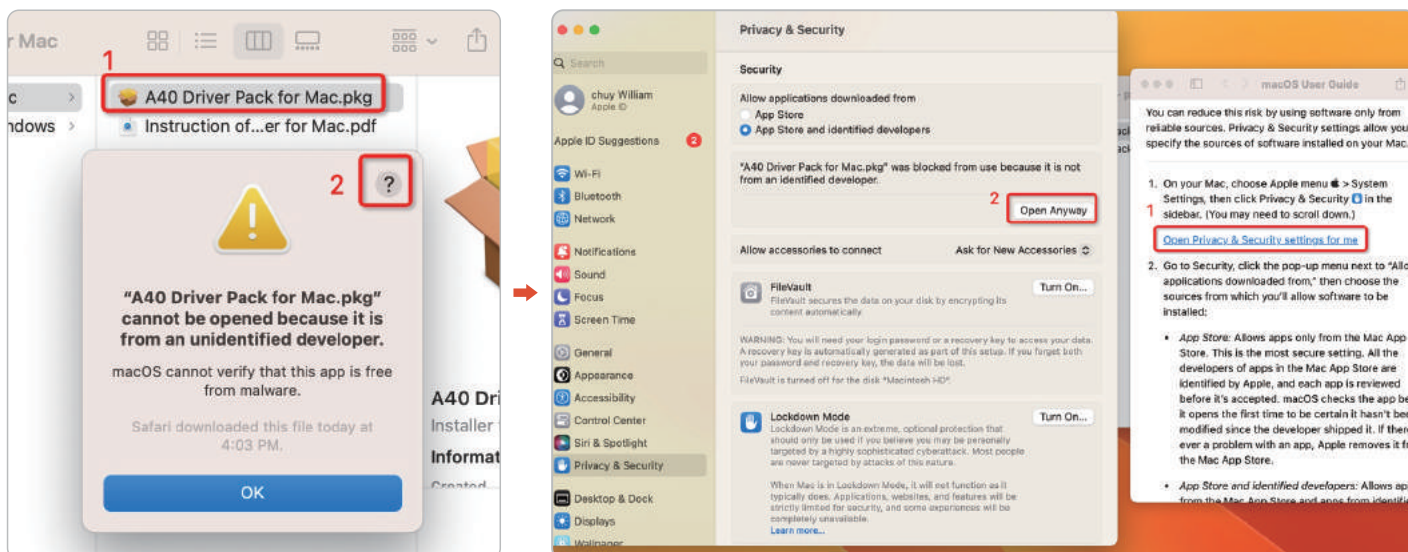 r Mac
1
c
ndows
A40 Driver Pack for Mac.pkg
Instruction of...er for Mac.pdf
2
?
"A40 Driver Pack for Mac.pkg"
cannot be opened because it is
from an unidentified developer.
macOS cannot verify that this app is free
from malware.
Safari downloaded this file today at
4:03 PM.
OK
A40 Dri
Installer
Informat
Created
Search
chuy William
Apple ID
Apple ID Suggestions
2
Wi-Fi
Bluetooth
Network
Notifications
Sound
Focus
Screen Time
General
Appearance
Accessibility
Control Center
Siri & Spotlight
Privacy & Security
Desktop & Dock
Displays
Wallpaper
Privacy & Security
Security
Allow applications downloaded from
App Store
App Store and identified developers
"A40 Driver Pack for Mac.pkg" was blocked from use because it is not
from an identified developer.
2
Open Anyway
Allow accessories to connect
Ask for New Accessories
FileVault
Turn On...
FileVault secures the data on your disk by encrypting its
content automatically.
WARNING: You will need your login password or a recovery key to access your data.
A recovery key is automatically generated as part of this setup. If you forget both
your password and recovery key, the data will be lost.
FileVault is turned off for the disk "Macintosh HD".
Lockdown Mode
Turn On...
Lockdown Mode is an extreme, optional protection that
should only be used if you believe you may be personally
targeted by a highly sophisticated cyberattack. Most people
are never targeted by attacks of this nature.
When Mac is in Lockdown Mode, it will not function as it
typically does. Applications, websites, and features will be
strictly limited for security, and some experiences will be
completely unavailable.
Learn more...
macOS User Guide
You can reduce this risk by using software only from
reliable sources. Privacy & Security settings allow you
specify the sources of software installed on your Mac.
1. On your Mac, choose Apple menu > System
Settings, then click Privacy & Security in the
1
sidebar. (You may need to scroll down.)
Open Privacy & Security settings for me
2. Go to Security, click the pop-up menu next to "Allo
applications downloaded from," then choose the
sources from which you'll allow software to be
installed:
• App Store: Allows apps only from the Mac App
Store. This is the most secure setting. All the
developers of apps in the Mac App Store are
identified by Apple, and each app is reviewed
before it's accepted. macOS checks the app be
it opens the first time to be certain it hasn't bee
modified since the developer shipped it. If there
ever a problem with an app, Apple removes it fr
the Mac App Store.
• App Store and identified developers: Allows ap
from the Mac App Store and apps from identifi